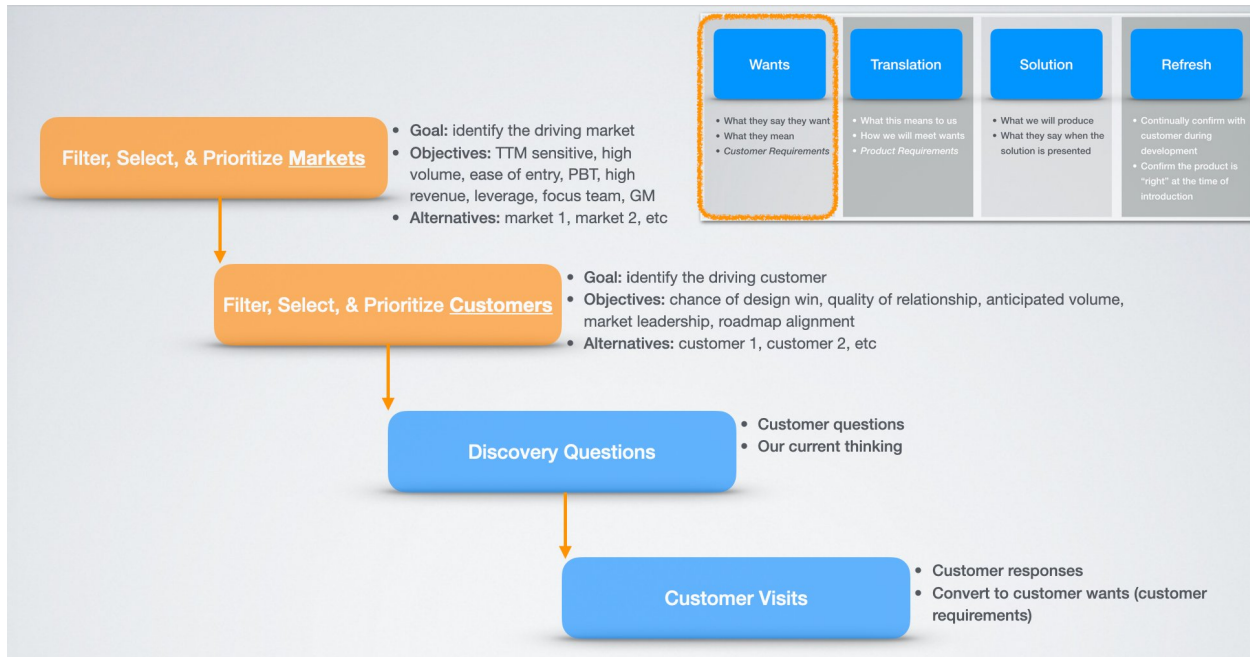 Wants
Translation
Solution
Refresh
• What they say they want
• What they mean
• Customer Requirements
• What this means to us
• How we will meet wants
• Product Requirements
• What we will produce
• What they say when the
solution is presented
• Continually confirm with
customer during
development
• Confirm the product is
“right” at the time of
introduction
Filter, Select, & Prioritize Markets
• Goal: identify the driving market
• Objectives: TTM sensitive, high
volume, ease of entry, PBT, high
revenue, leverage, focus team, GM
• Alternatives: market 1, market 2, etc
Filter, Select, & Prioritize Customers
• Goal: identify the driving customer
• Objectives: chance of design win, quality of relationship, anticipated volume,
market leadership, roadmap alignment
• Alternatives: customer 1, customer 2, etc
Discovery Questions
• Customer questions
• Our current thinking
Customer Visits
• Customer responses
• Convert to customer wants (customer
requirements)